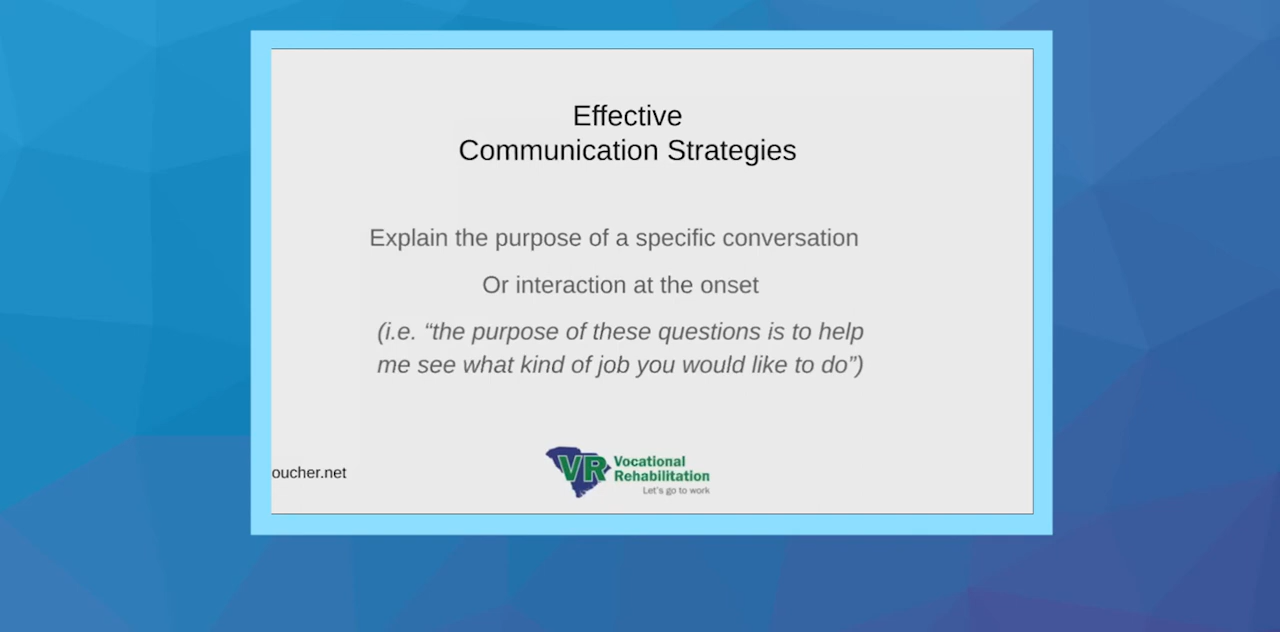 Effective
Communication Strategies
Explain the purpose of a specific conversation
Or interaction at the onset
(i.e. “the purpose of these questions is to help
me see what kind of job you would like to do”)
oucher.net
VR Vocational
Rehabilitation
Let's go to work